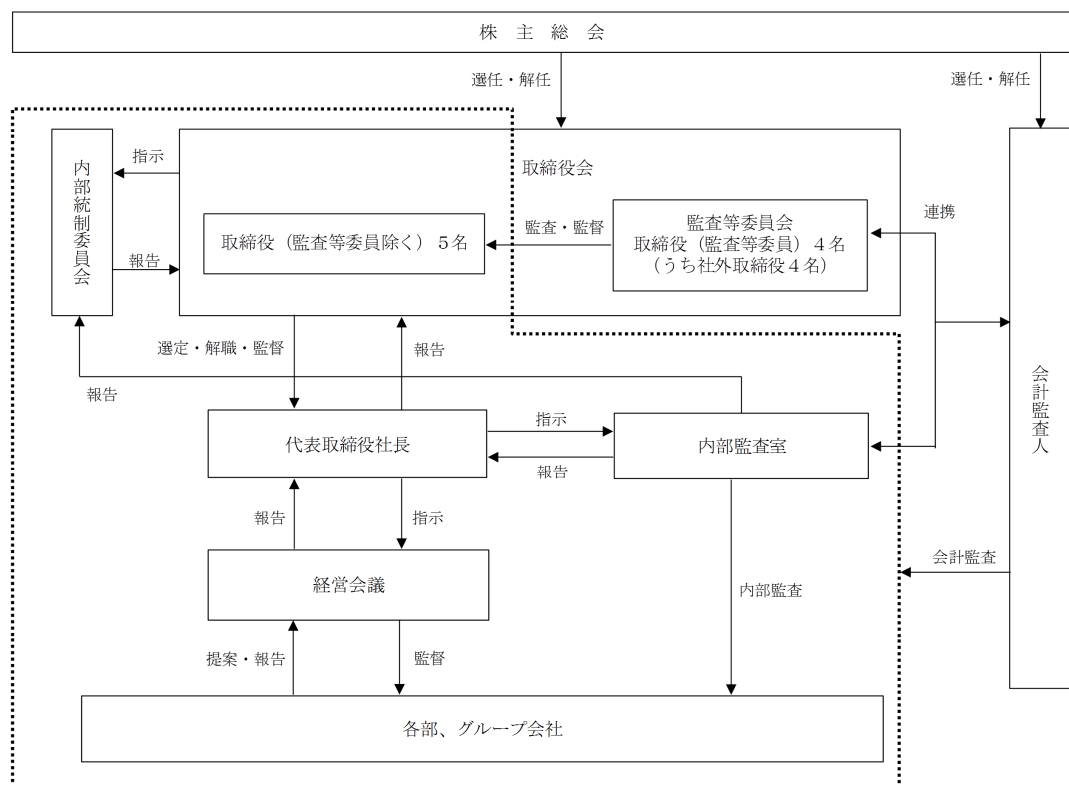 株主総会
選任・解任
選任・解任
内部統制委員会
指示
報告
取締役会
取締役（監査等委員除く）５名
監査・監督
監査等委員会
取締役（監査等委員）４名
（うち社外取締役４名）
連携
会計監査人
選定・解職・監督
報告
報告
代表取締役社長
指示
報告
内部監査室
報告
指示
経営会議
会計監査
内部監査
提案・報告
監督
各部、グループ会社